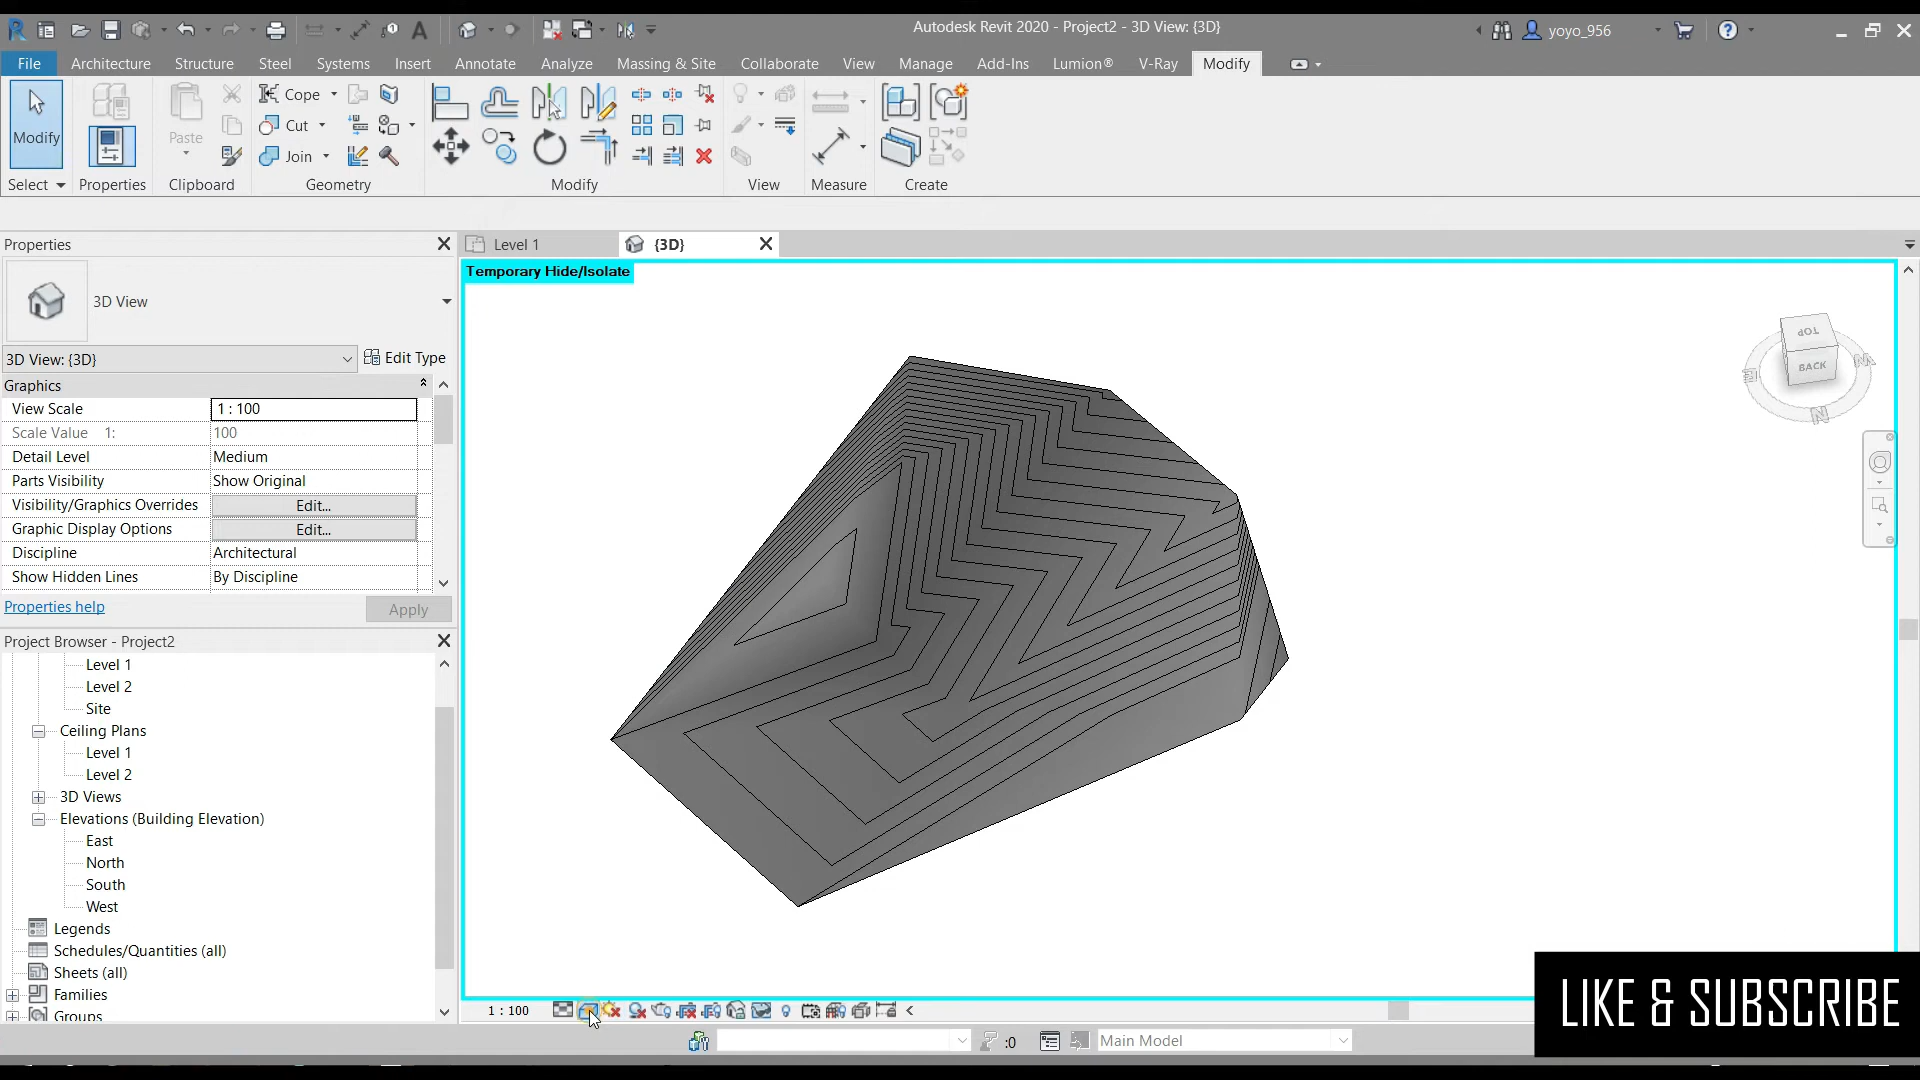 Autodesk Revit 2020 - Project2 - 3D View: {3D}
yoyo_956
File Architecture Structure Steel Systems Insert Annotate Analyze Massing & Site Collaborate View Manage Add-Ins Lumion® V-Ray Modify
Modify
Paste
Cope
Cut
Join
Select Properties Clipboard Geometry Modify View Measure Create
Properties
Level 1
{3D}
Temporary Hide/Isolate
3D View
3D View: {3D}
Edit Type
Graphics
View Scale 1 : 100
Scale Value 1: 100
Detail Level Medium
Parts Visibility Show Original
Visibility/Graphics Overrides Edit...
Graphic Display Options Edit...
Discipline Architectural
Show Hidden Lines By Discipline
Properties help
Apply
TOP
BACK
E
W
N
Project Browser - Project2
Level 1
Level 2
Site
Ceiling Plans
Level 1
Level 2
3D Views
Elevations (Building Elevation)
East
North
South
West
Legends
Schedules/Quantities (all)
Sheets (all)
Families
Groups
1 : 100
:0
Main Model
LIKE & SUBSCRIBE